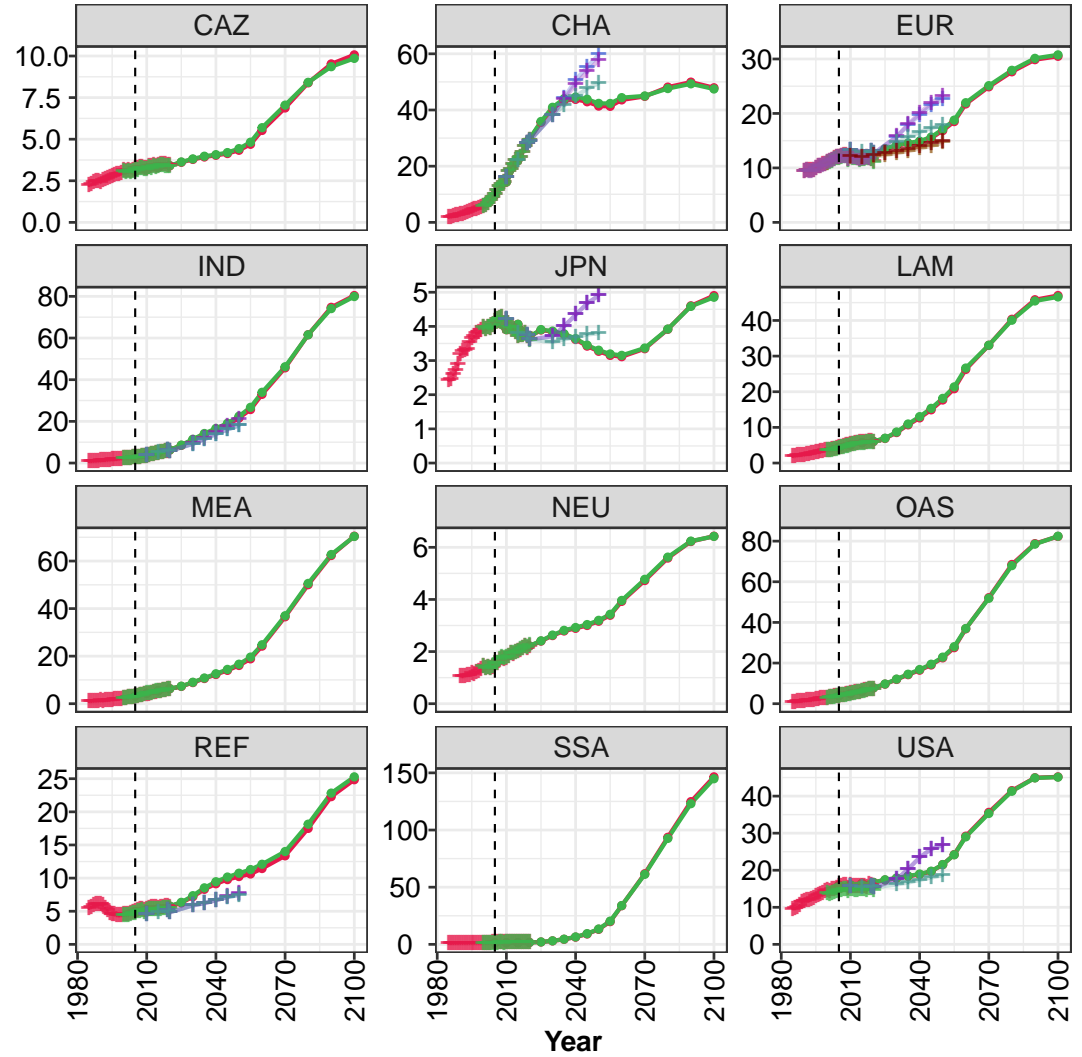 CAZ CHA EUR
10.0 60 30
7.5
5.0 40 20
2.5 20 10
0.0 0 0
IND JPN LAM
80 5
60 4 40
40 3 30
20 2 20
1 10
0 0 0
MEA NEU OAS
60 6 80
40 4 60
20 2 40
20
0 0 0
REF SSA USA
25 150
20 40
15 100 30
10 50 20
5 10
0 0 0
1980 2010 2040 2070 2100 1980 2010 2040 2070 2100 1980 2010 2040 2070 2100
Year